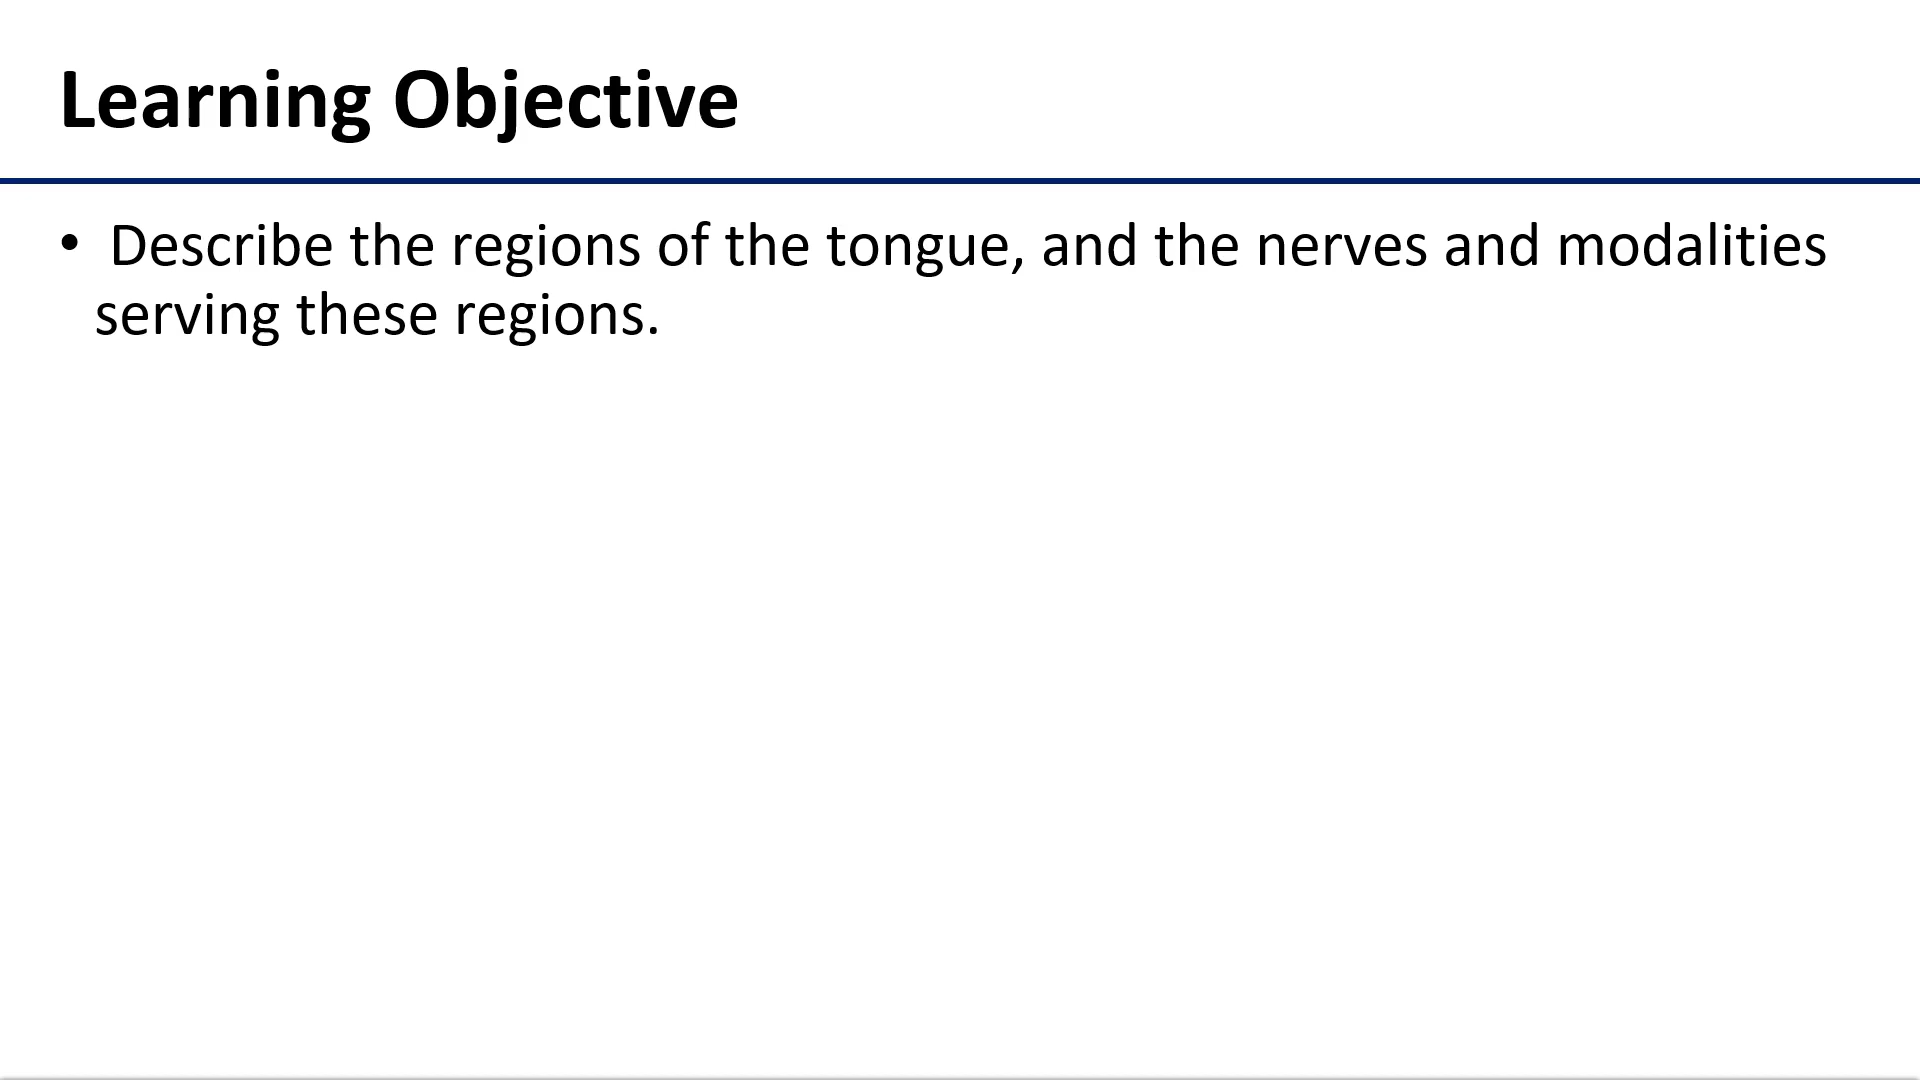 Learning Objective
• Describe the regions of the tongue, and the nerves and modalities
serving these regions.